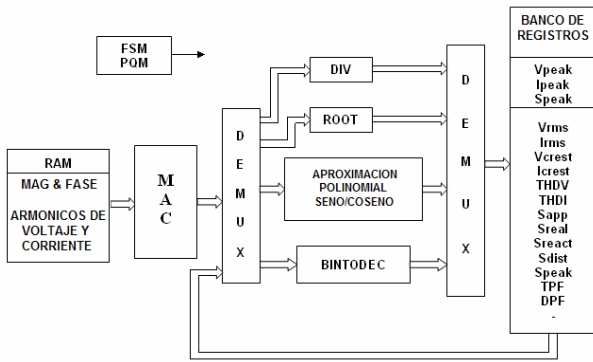 FSM
PQM
RAM
MAG & FASE
ARMONICOS DE
VOLTAJE Y
CORRIENTE
M
A
C
D
E
M
U
X
DIV
ROOT
APROXIMACION
POLINOMIAL
SENO/COSENO
BINTODEC
D
E
M
U
X
BANCO DE
REGISTROS
Vpeak
Ipeak
Speak
Vrms
Irms
Vcrest
Icrest
THDV
THDI
Sapp
Sreal
Sreact
Sdist
Speak
TPF
DPF
-